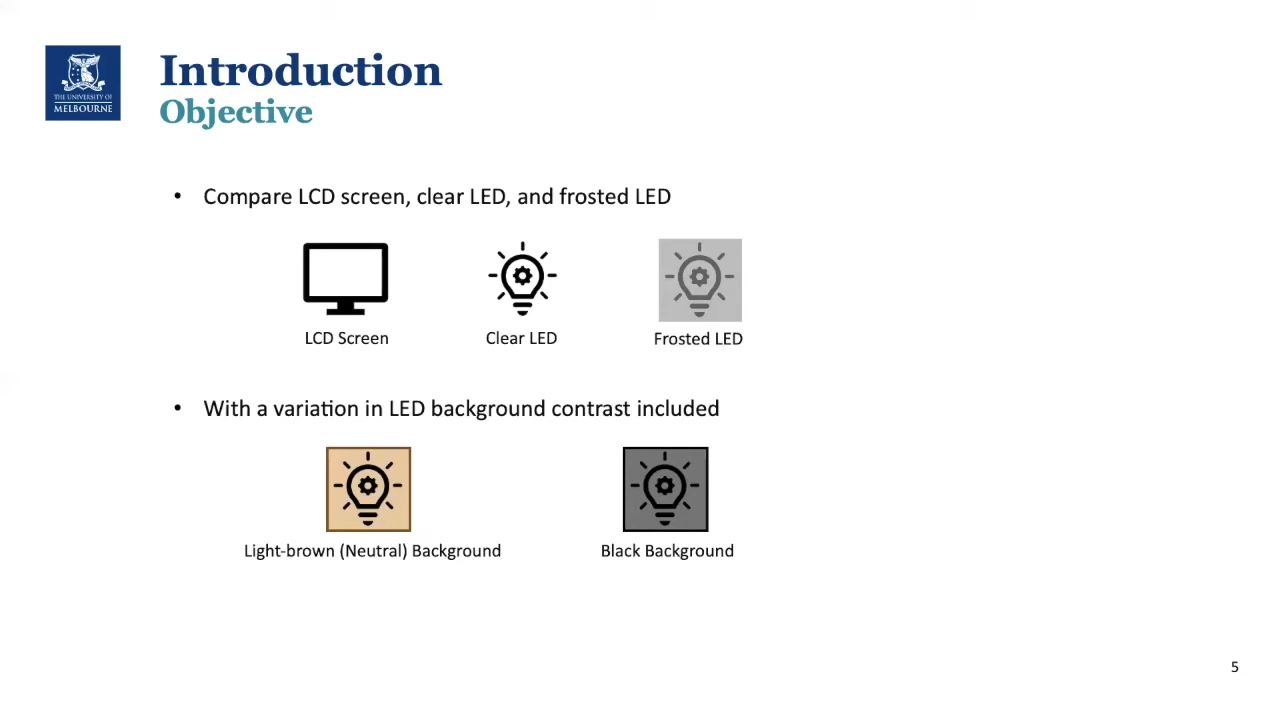 THE UNIVERSITY OF
MELBOURNE
Introduction
Objective
• Compare LCD screen, clear LED, and frosted LED
LCD Screen
Clear LED
Frosted LED
• With a variation in LED background contrast included
Light-brown (Neutral) Background
Black Background
5